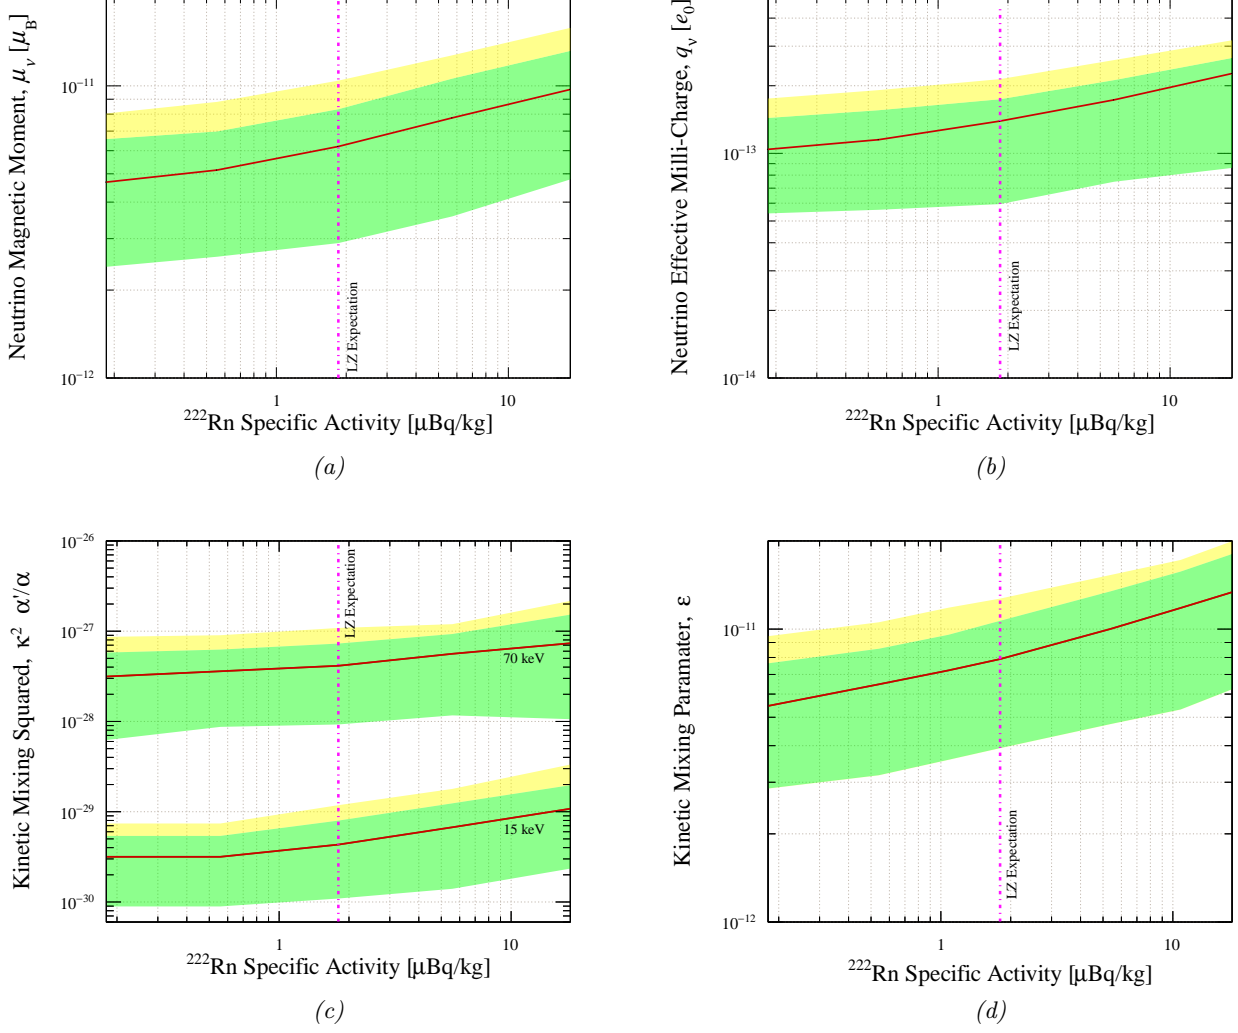 Neutrino Magnetic Moment, μ_ν [μ_B]
10⁻¹¹
10⁻¹²
LZ Expectation
1
10
²²²Rn Specific Activity [μBq/kg]
(a)
Neutrino Effective Milli-Charge, q_ν [e₀]
10⁻¹³
10⁻¹⁴
LZ Expectation
1
10
²²²Rn Specific Activity [μBq/kg]
(b)
Kinetic Mixing Squared, κ² α'/α
10⁻²⁶
10⁻²⁷
10⁻²⁸
10⁻²⁹
10⁻³⁰
LZ Expectation
70 keV
15 keV
1
10
²²²Rn Specific Activity [μBq/kg]
(c)
Kinetic Mixing Paramater, ε
10⁻¹¹
10⁻¹²
LZ Expectation
1
10
²²²Rn Specific Activity [μBq/kg]
(d)